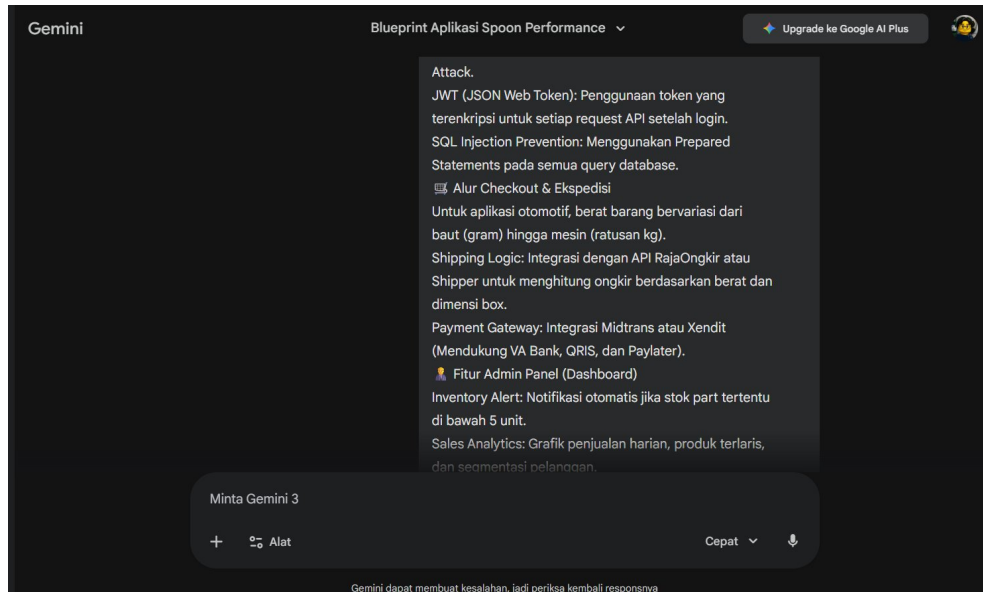 Gemini
Blueprint Aplikasi Spoon Performance
Upgrade ke Google AI Plus
Attack.
JWT (JSON Web Token): Penggunaan token yang
terenkripsi untuk setiap request API setelah login.
SQL Injection Prevention: Menggunakan Prepared
Statements pada semua query database.
🛒 Alur Checkout & Ekspedisi
Untuk aplikasi otomotif, berat barang bervariasi dari
baut (gram) hingga mesin (ratusan kg).
Shipping Logic: Integrasi dengan API RajaOngkir atau
Shipper untuk menghitung ongkir berdasarkan berat dan
dimensi box.
Payment Gateway: Integrasi Midtrans atau Xendit
(Mendukung VA Bank, QRIS, dan Paylater).
Fitur Admin Panel (Dashboard)
Inventory Alert: Notifikasi otomatis jika stok part tertentu
di bawah 5 unit.
Sales Analytics: Grafik penjualan harian, produk terlaris,
dan segmentasi pelanggan.
Minta Gemini 3
Alat
Cepat
Gemini dapat membuat kesalahan, jadi periksa kembali responsnya